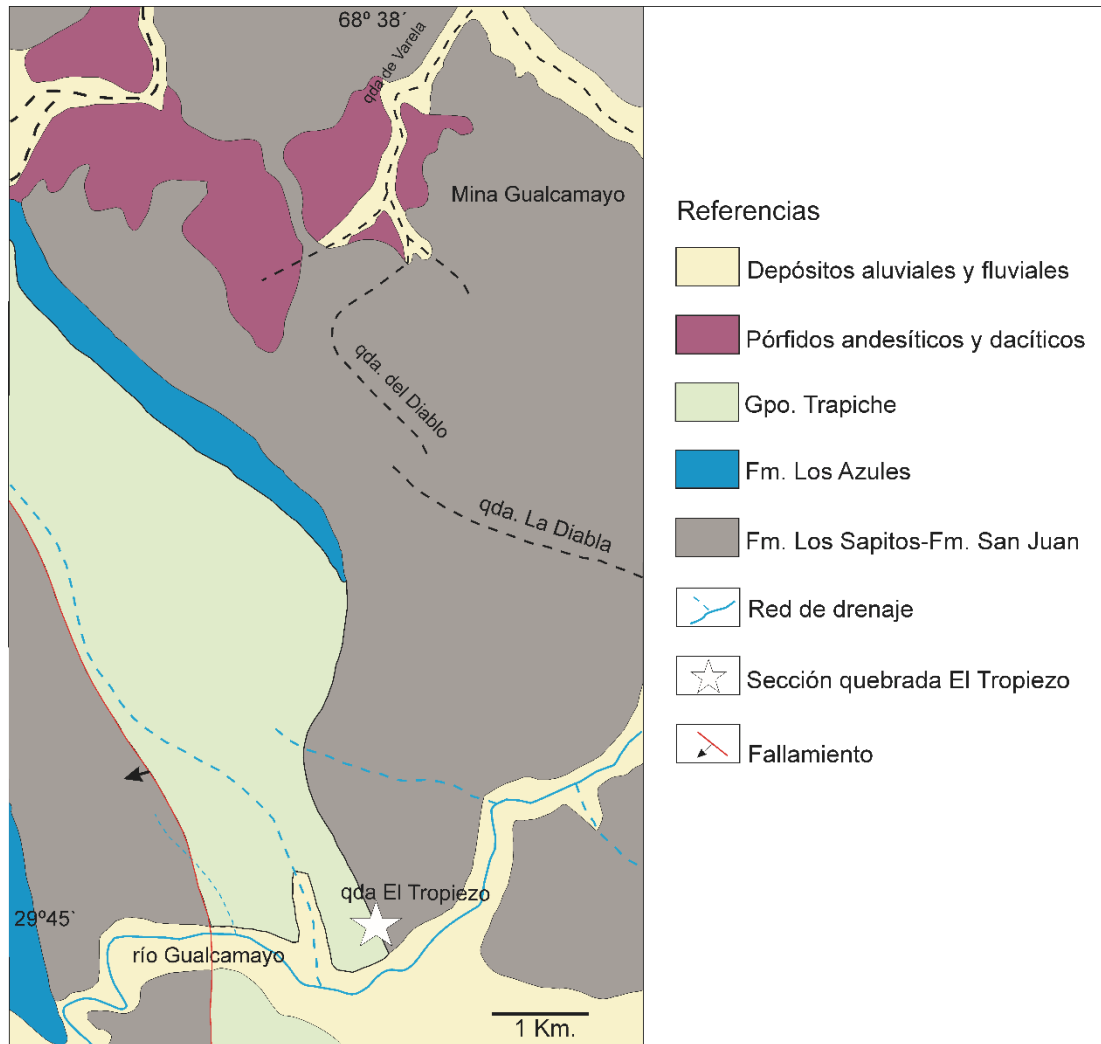 68º 38´
qda de Varela
Mina Gualcamayo
qda. del Diablo
qda. La Diabla
qda El Tropiezo
29º45`
río Gualcamayo
1 Km.
Referencias
Depósitos aluviales y fluviales
Pórfidos andesíticos y dacíticos
Gpo. Trapiche
Fm. Los Azules
Fm. Los Sapitos-Fm. San Juan
Red de drenaje
Sección quebrada El Tropiezo
Fallamiento